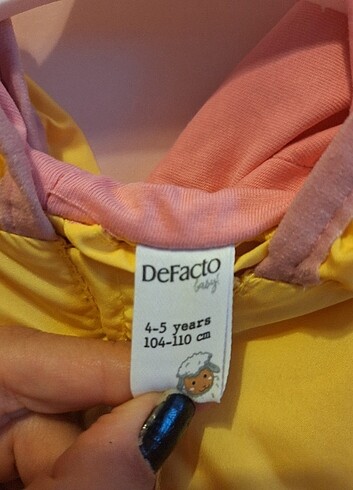 DeFacto
baby!
4-5 years
104-110 cm